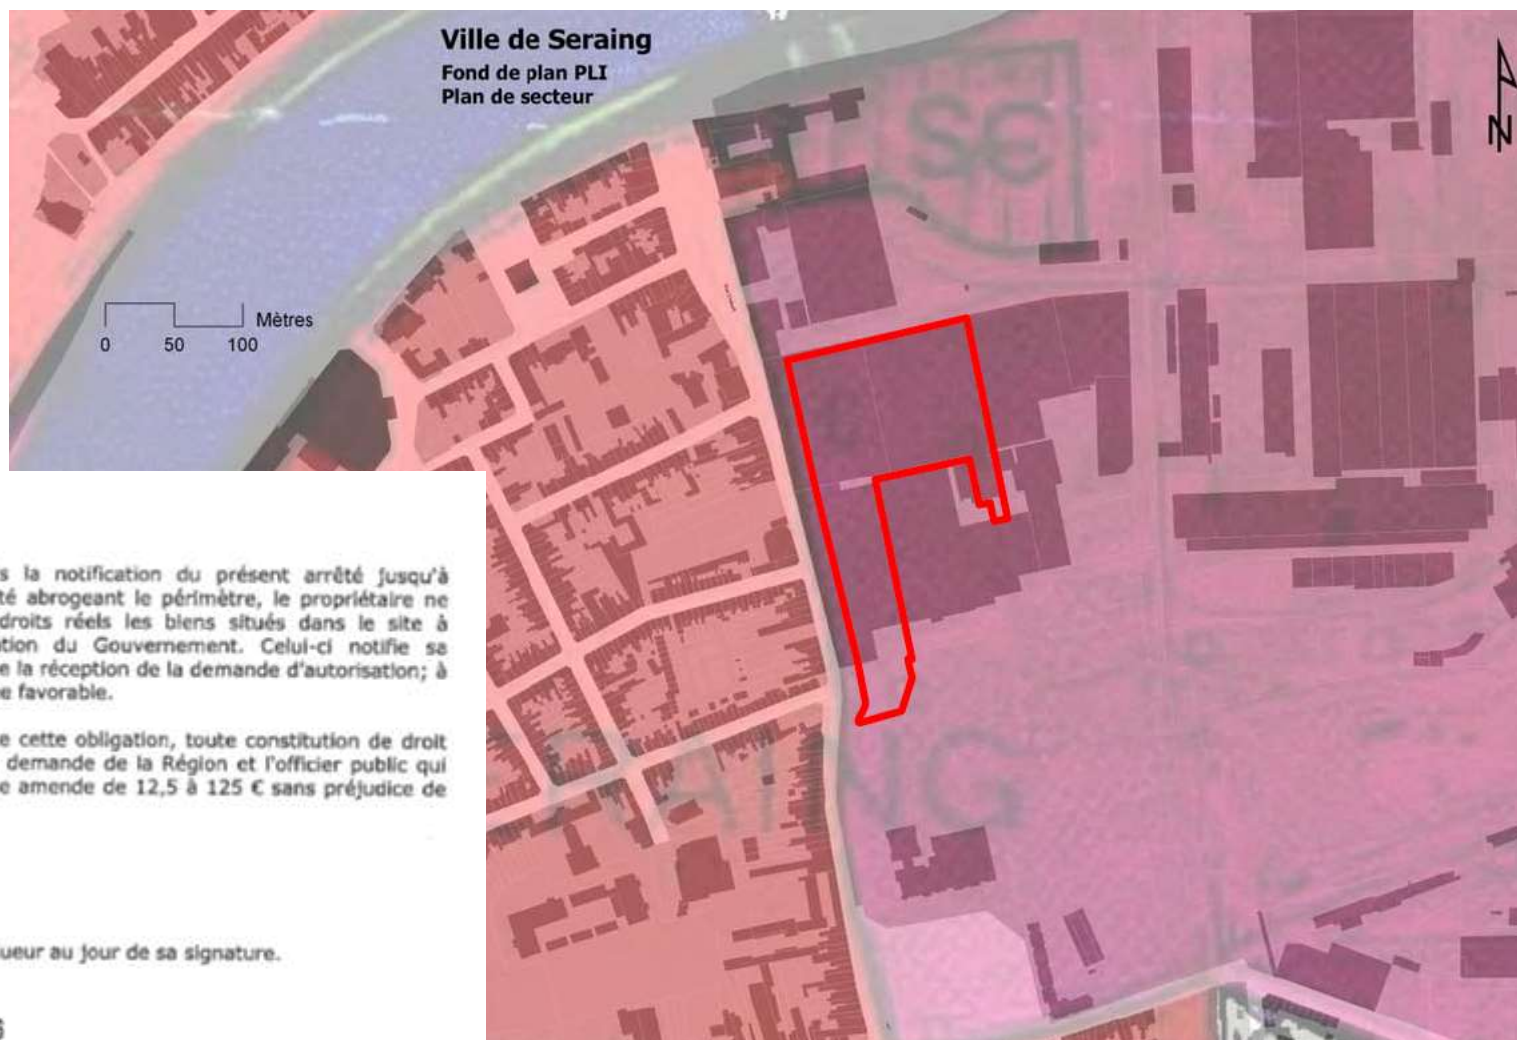 Ville de Seraing
Fond de plan PLI
Plan de secteur
N
Mètres
0 50 100
s la notification du présent arrêté jusqu'à
té abrogeant le périmètre, le propriétaire ne
droits réels les biens situés dans le site à
tion du Gouvernement. Celui-ci notifie sa
e la réception de la demande d'autorisation; à
e favorable.
e cette obligation, toute constitution de droit
demande de la Région et l'officier public qui
e amende de 12,5 à 125 € sans préjudice de
ueur au jour de sa signature.
RAING